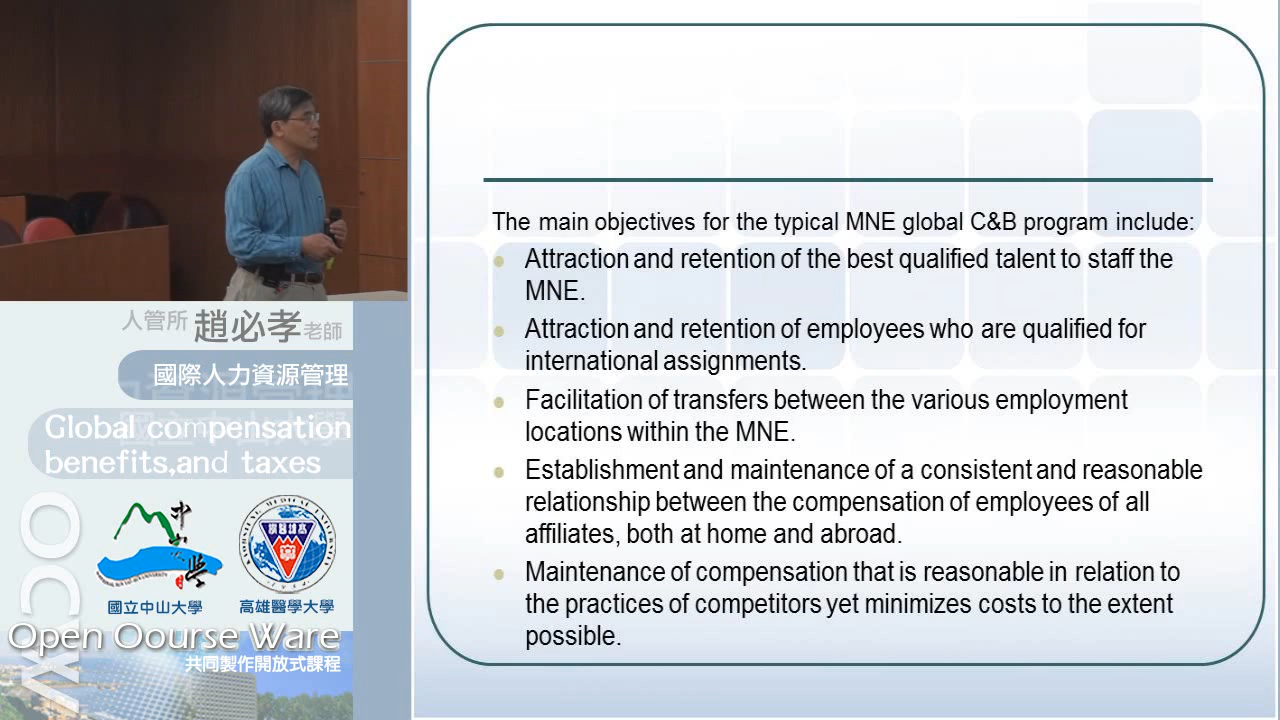 The main objectives for the typical MNE global C&B program include:
Attraction and retention of the best qualified talent to staff the
MNE.
Attraction and retention of employees who are qualified for
international assignments.
Facilitation of transfers between the various employment
locations within the MNE.
Establishment and maintenance of a consistent and reasonable
relationship between the compensation of employees of all
affiliates, both at home and abroad.
Maintenance of compensation that is reasonable in relation to
the practices of competitors yet minimizes costs to the extent
possible.
人管所 趙必孝老師
國際人力資源管理
Global compensation
benefits,and taxes
OCW
國立中山大學
高雄醫學大學
Open Oourse Ware
共同製作開放式課程